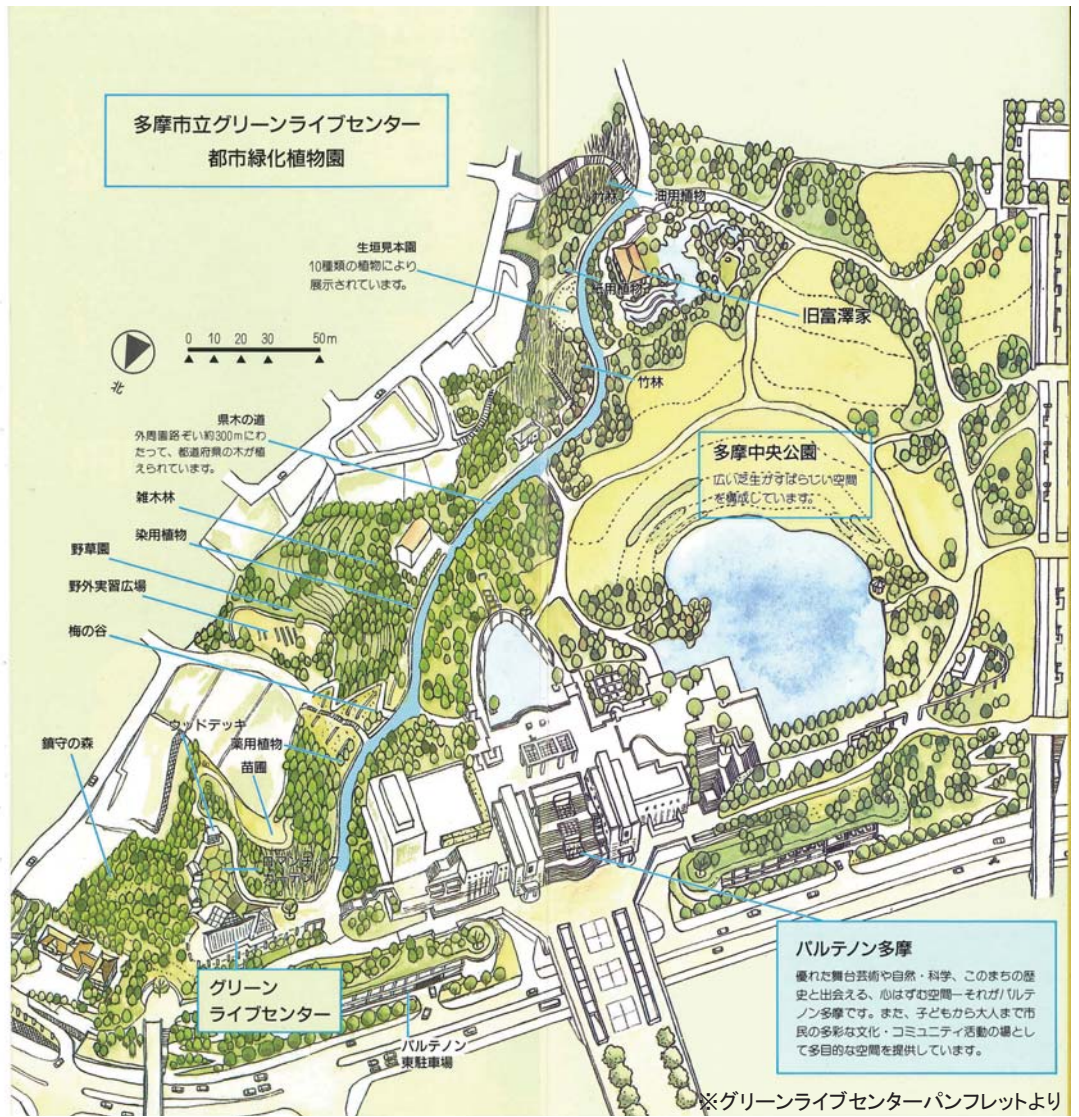 多摩市立グリーンライブセンター
都市緑化植物園
竹林
油用植物
生垣見本園
10種類の植物により
展示されています。
旧富澤家
0 10 20 30 50m
北
竹林
県木の道
外周園路ぞい約300mにわ
たって、都道府県の木が植
えられています。
多摩中央公園
広い芝生がすばらしい空間
を構成しています。
雑木林
染用植物
野草園
野外実習広場
梅の谷
ウッドデッキ
薬用植物
苗圃
鎮守の森
グリーン
ライブセンター
パルテノン
東駐車場
パルテノン多摩
優れた舞台芸術や自然・科学、このまちの歴
史と出会える、心はずむ空間―それがパルテ
ノン多摩です。また、子どもから大人まで市
民の多彩な文化・コミュニティ活動の場とし
て多目的な空間を提供しています。
※グリーンライブセンターパンフレットより